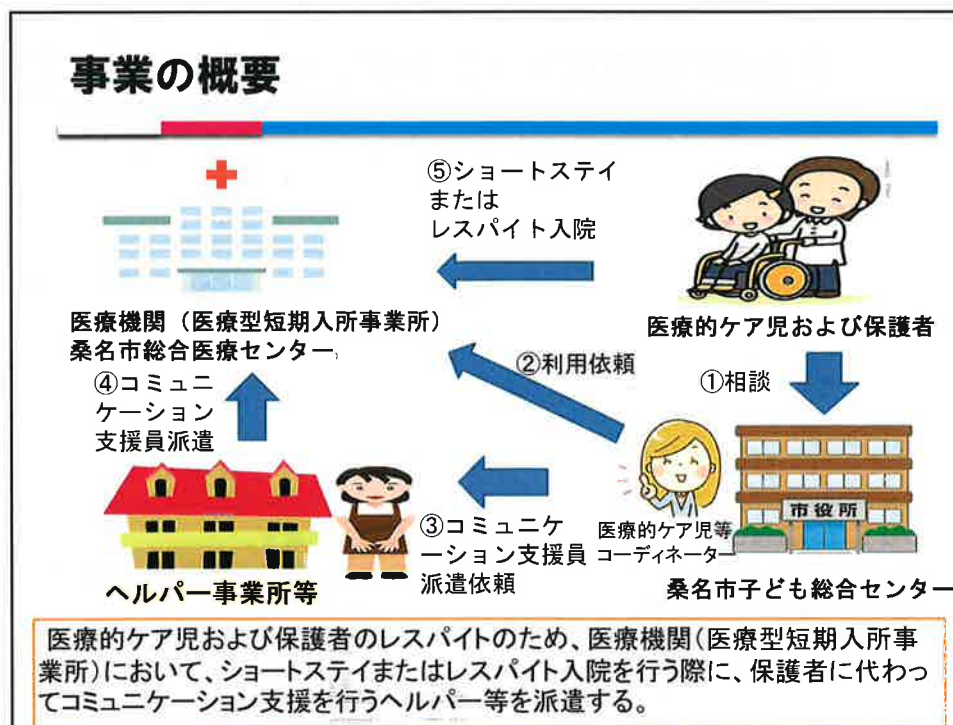 事業の概要
⑤ショートステイ
または
レスパイト入院
医療機関（医療型短期入所事業所）
桑名市総合医療センター
医療的ケア児および保護者
②利用依頼
①相談
④コミュニ
ケーション
支援員派遣
市役所
③コミュニケ
ーション支援員
派遣依頼
医療的ケア児等
コーディネーター
ヘルパー事業所等
桑名市子ども総合センター
医療的ケア児および保護者のレスパイトのため、医療機関（医療型短期入所事
業所）において、ショートステイまたはレスパイト入院を行う際に、保護者に代わっ
てコミュニケーション支援を行うヘルパー等を派遣する。